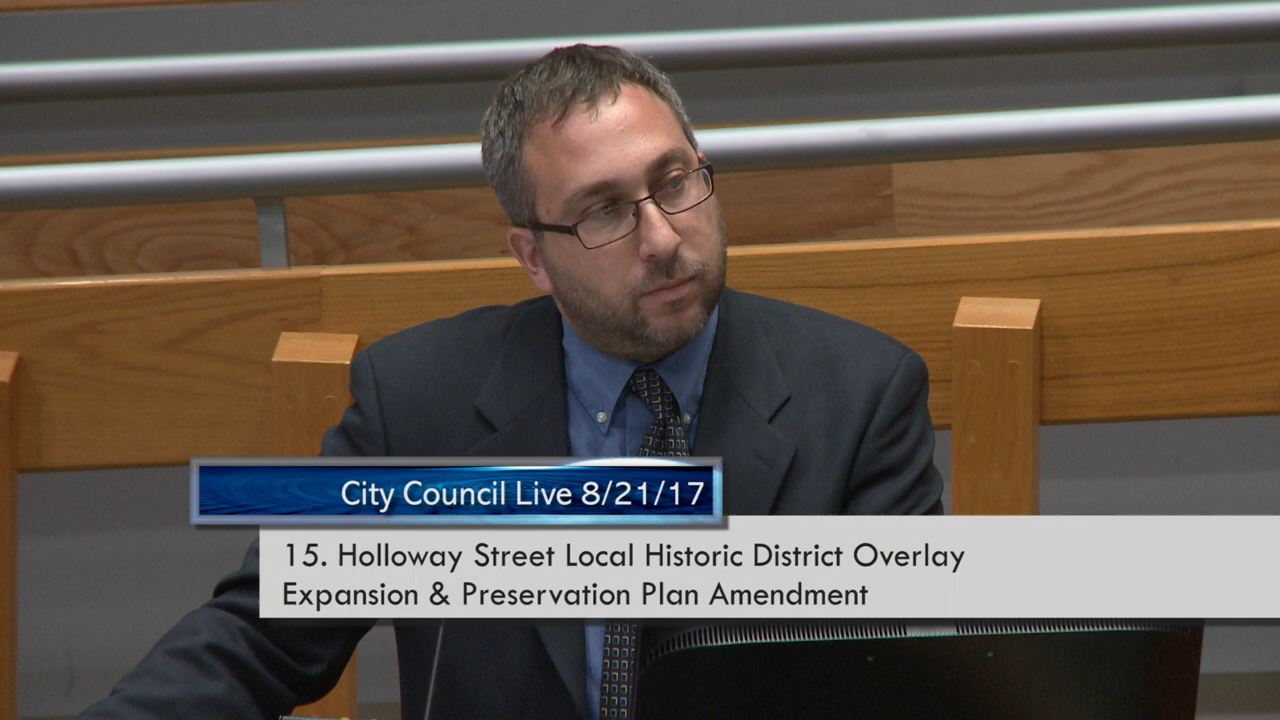 City Council Live 8/21/17
15. Holloway Street Local Historic District Overlay
Expansion & Preservation Plan Amendment